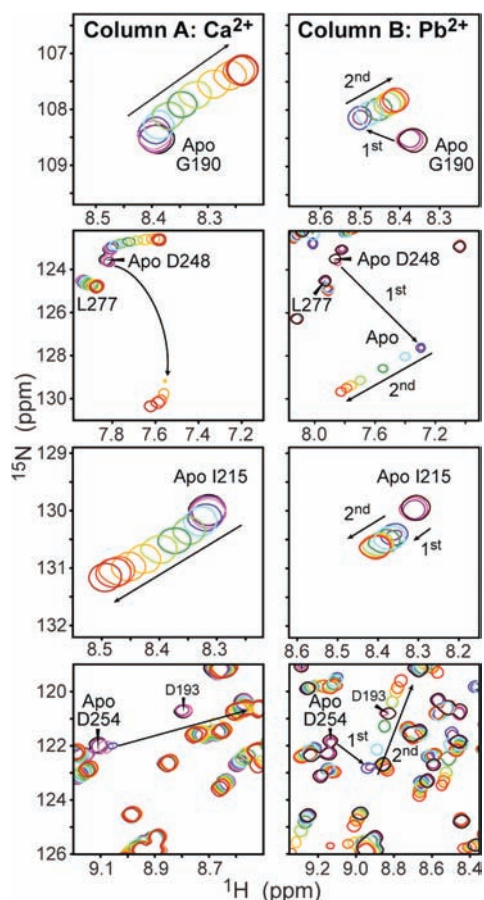 Column A: Ca2+
Column B: Pb2+
107
108
109
Apo
G190
2nd
1st
Apo
G190
8.5 8.4 8.3
8.6 8.5 8.4 8.3
124
126
128
130
Apo D248
L277
Apo D248
L277
1st
Apo
2nd
7.8 7.6 7.4 7.2
8.0 7.6 7.2
15N (ppm)
129
130
131
132
Apo I215
Apo I215
2nd
1st
8.5 8.4 8.3
8.6 8.5 8.4 8.3 8.2
120
122
124
126
Apo
D254
D193
Apo
D254
D193
1st
2nd
9.1 8.9 8.7
9.2 9.0 8.8 8.6 8.4
1H (ppm)